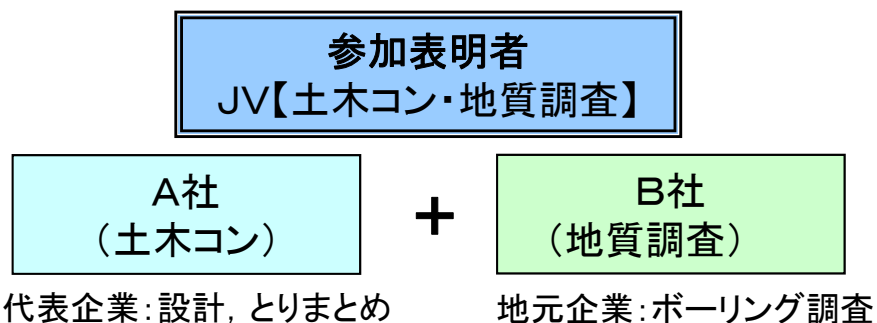 参加表明者
JV【土木コン・地質調査】
A社
（土木コン）
+
B社
（地質調査）
代表企業：設計，とりまとめ
地元企業：ボーリング調査